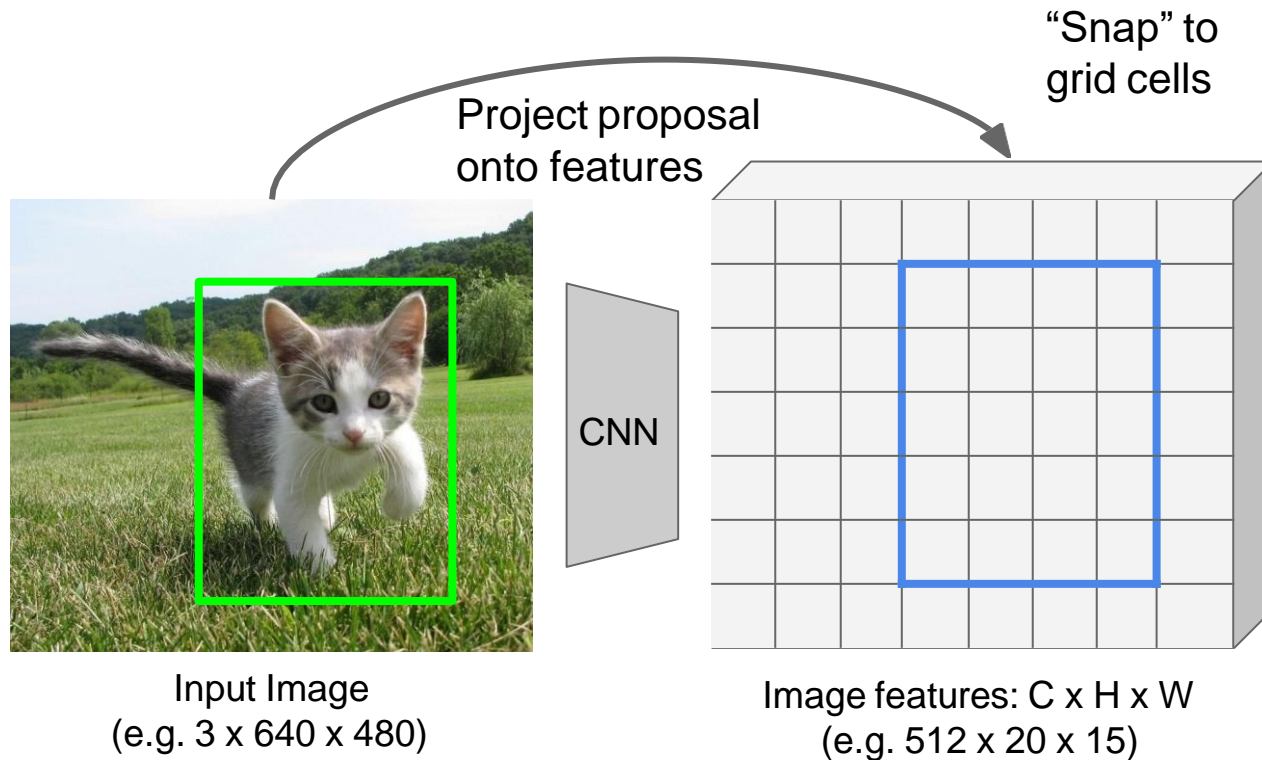 “Snap” to
grid cells
Project proposal
onto features
CNN
Input Image
(e.g. 3 x 640 x 480)
Image features: C x H x W
(e.g. 512 x 20 x 15)